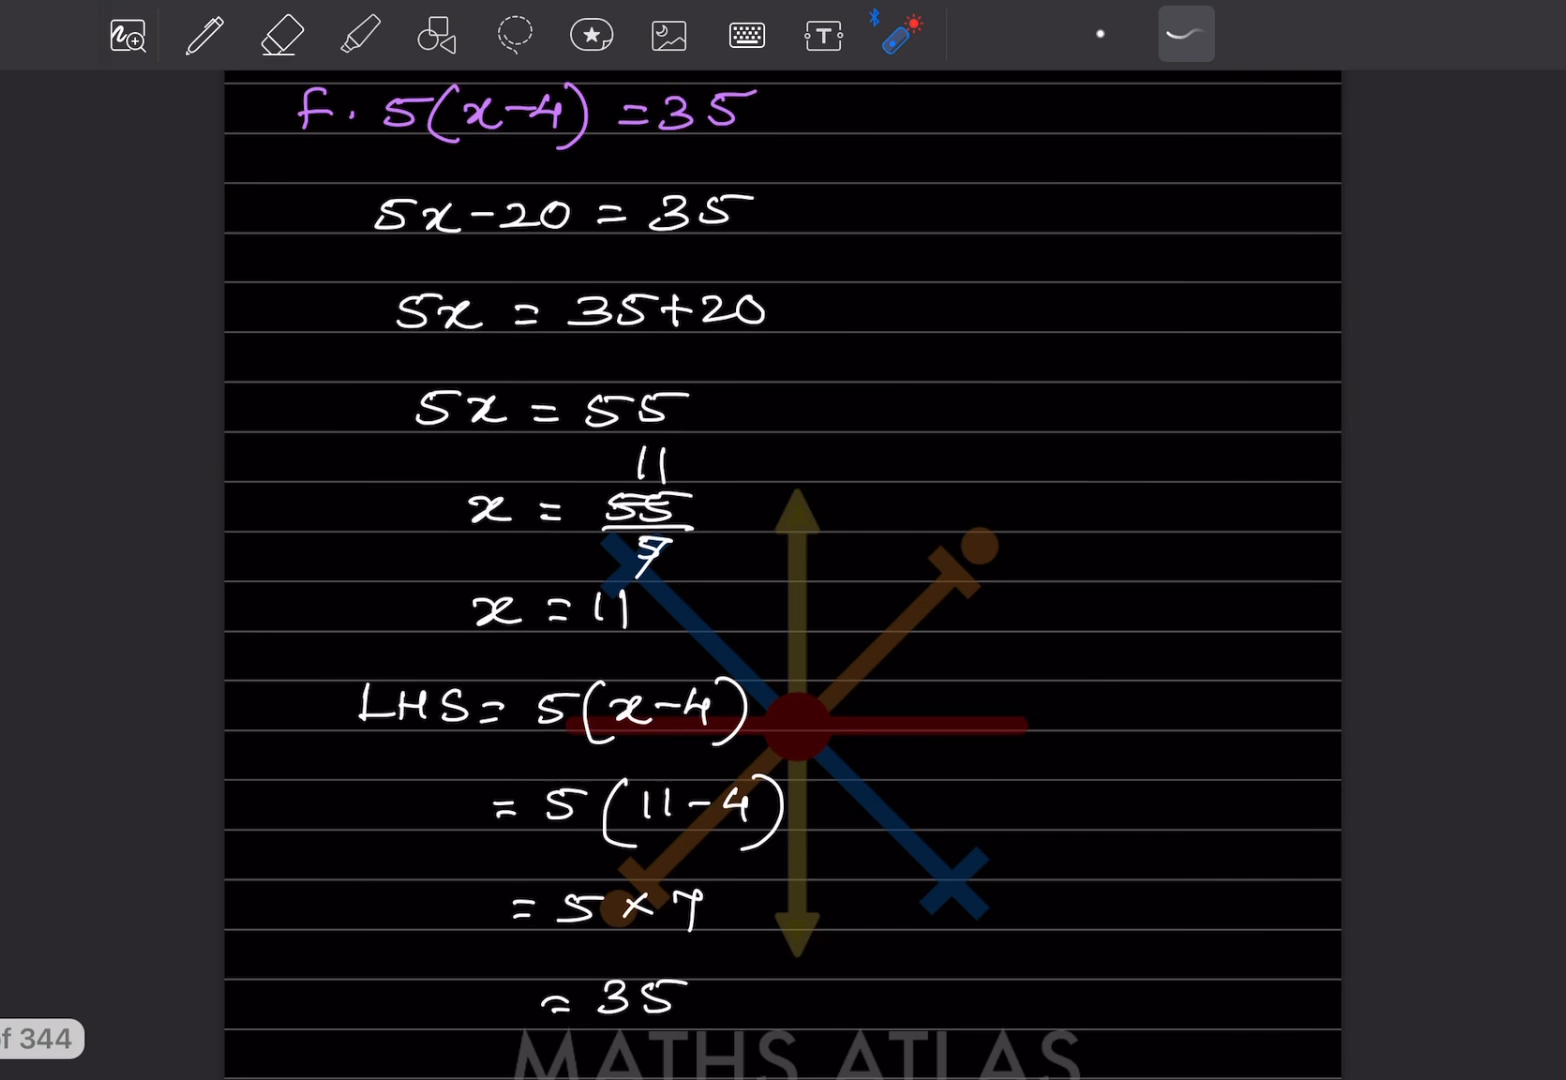 f. 5(x-4) = 35
5x-20 = 35
5x = 35+20
5x = 55
11
x = 55/5
x = 11
LHS = 5(x-4)
= 5(11-4)
= 5×7
= 35
of 344
MATHS ATLAS